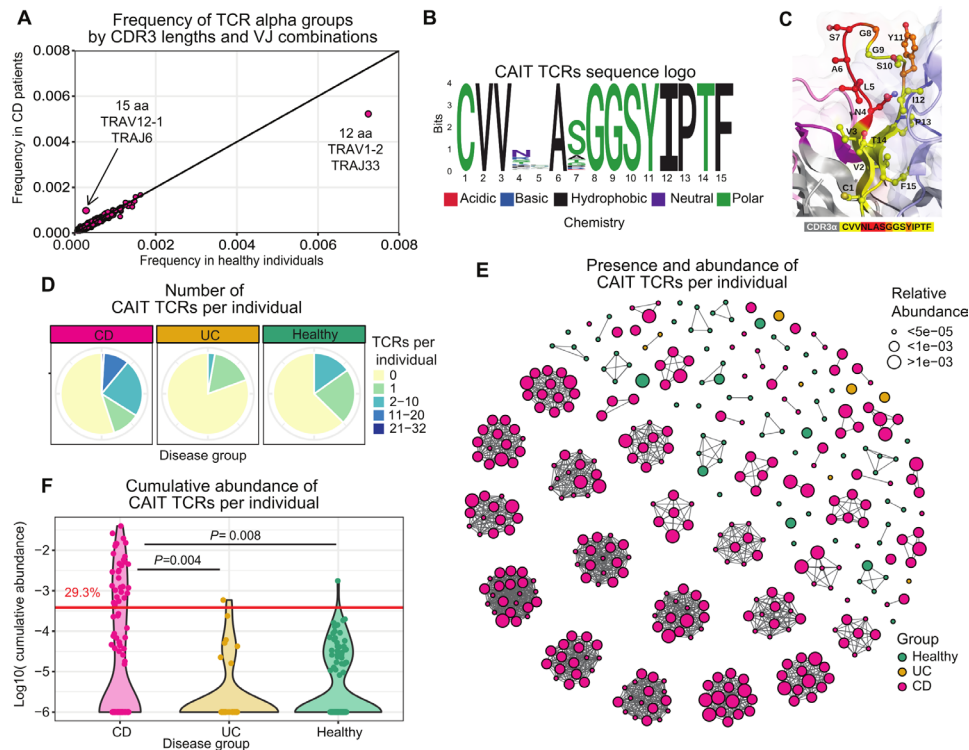 A
Frequency of TCR alpha groups
by CDR3 lengths and VJ combinations
Frequency in CD patients
0.008
0.006
0.004
0.002
0.000
15 aa
TRAV12-1
TRAJ6
12 aa
TRAV1-2
TRAJ33
0.000 0.002 0.004 0.006 0.008
Frequency in healthy individuals
B
CAIT TCRs sequence logo
Bits
4
3
2
1
0
CVV N A S GGSYIPTF
1 2 3 4 5 6 7 8 9 10 11 12 13 14 15
Acidic Basic Hydrophobic Neutral Polar
Chemistry
C
S7 G8 Y11
G9
S10
A6
L5
I12
N4
P13
V3
T14
V2
C1 F15
CDR3α CVVNLASGGSYIPTF
D
Number of
CAIT TCRs per individual
CD UC Healthy
TCRs per
individual
0
1
2−10
11−20
21−32
Disease group
E
Presence and abundance of
CAIT TCRs per individual
Relative
Abundance
<5e−05
<1e−03
>1e−03
Group
Healthy
UC
CD
F
Cumulative abundance of
CAIT TCRs per individual
Log10( cumulative abundance)
−2
−3
−4
−5
−6
29.3%
P= 0.008
P=0.004
CD UC Healthy
Disease group